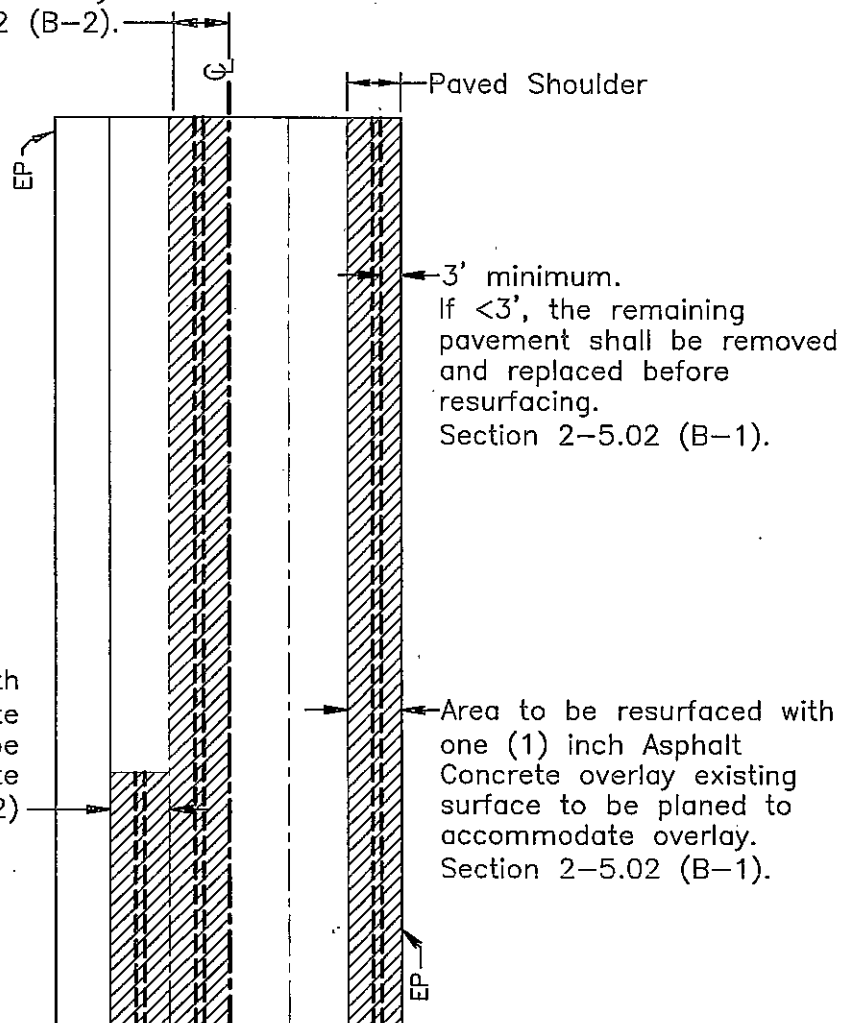 2 (B-2).
℄
Paved Shoulder
EP
3' minimum.
If <3', the remaining
pavement shall be removed
and replaced before
resurfacing.
Section 2-5.02 (B-1).
Area to be resurfaced with
one (1) inch Asphalt
Concrete overlay existing
surface to be planed to
accommodate overlay.
Section 2-5.02 (B-1).
2)
EP